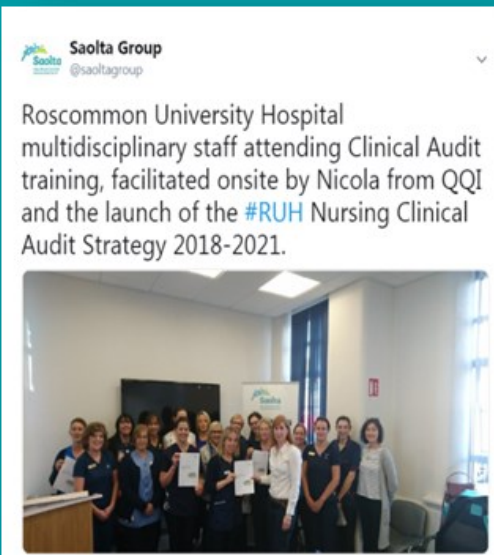 Saolta
Saolta Group
@saoltagroup
Roscommon University Hospital
multidisciplinary staff attending Clinical Audit
training, facilitated onsite by Nicola from QQI
and the launch of the #RUH Nursing Clinical
Audit Strategy 2018-2021.
Saolta